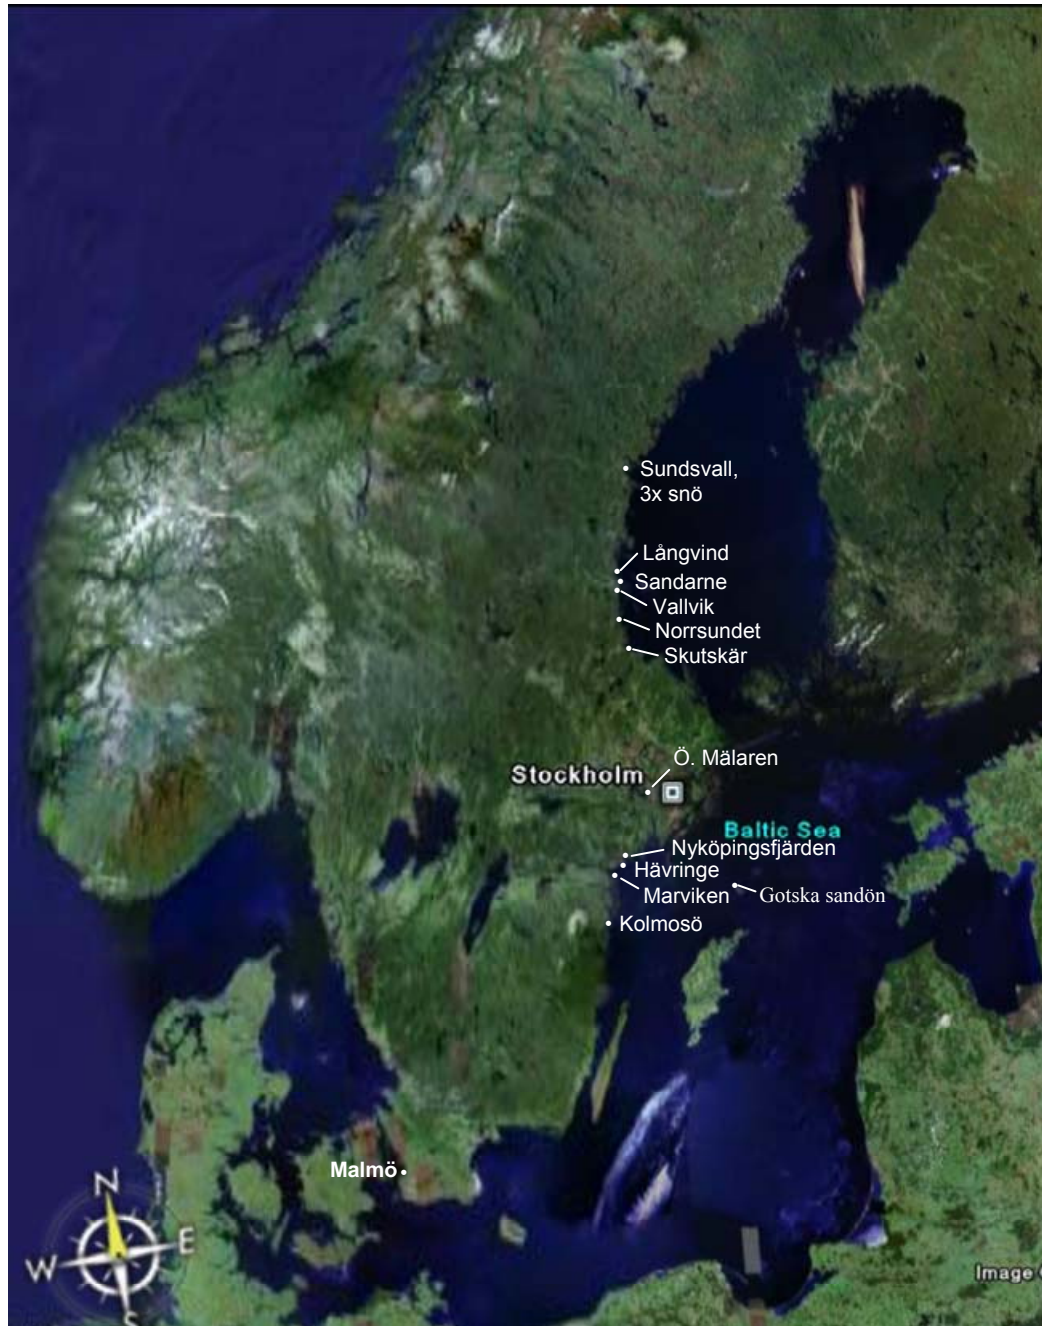 Sundsvall,
3x snö
Långvind
Sandarne
Vallvik
Norrsundet
Skutskär
Ö. Mälaren
Stockholm
Baltic Sea
Nyköpingsfjärden
Hävringe
Marviken
Gotska sandön
Kolmosö
Malmö
N
W E
S
Image